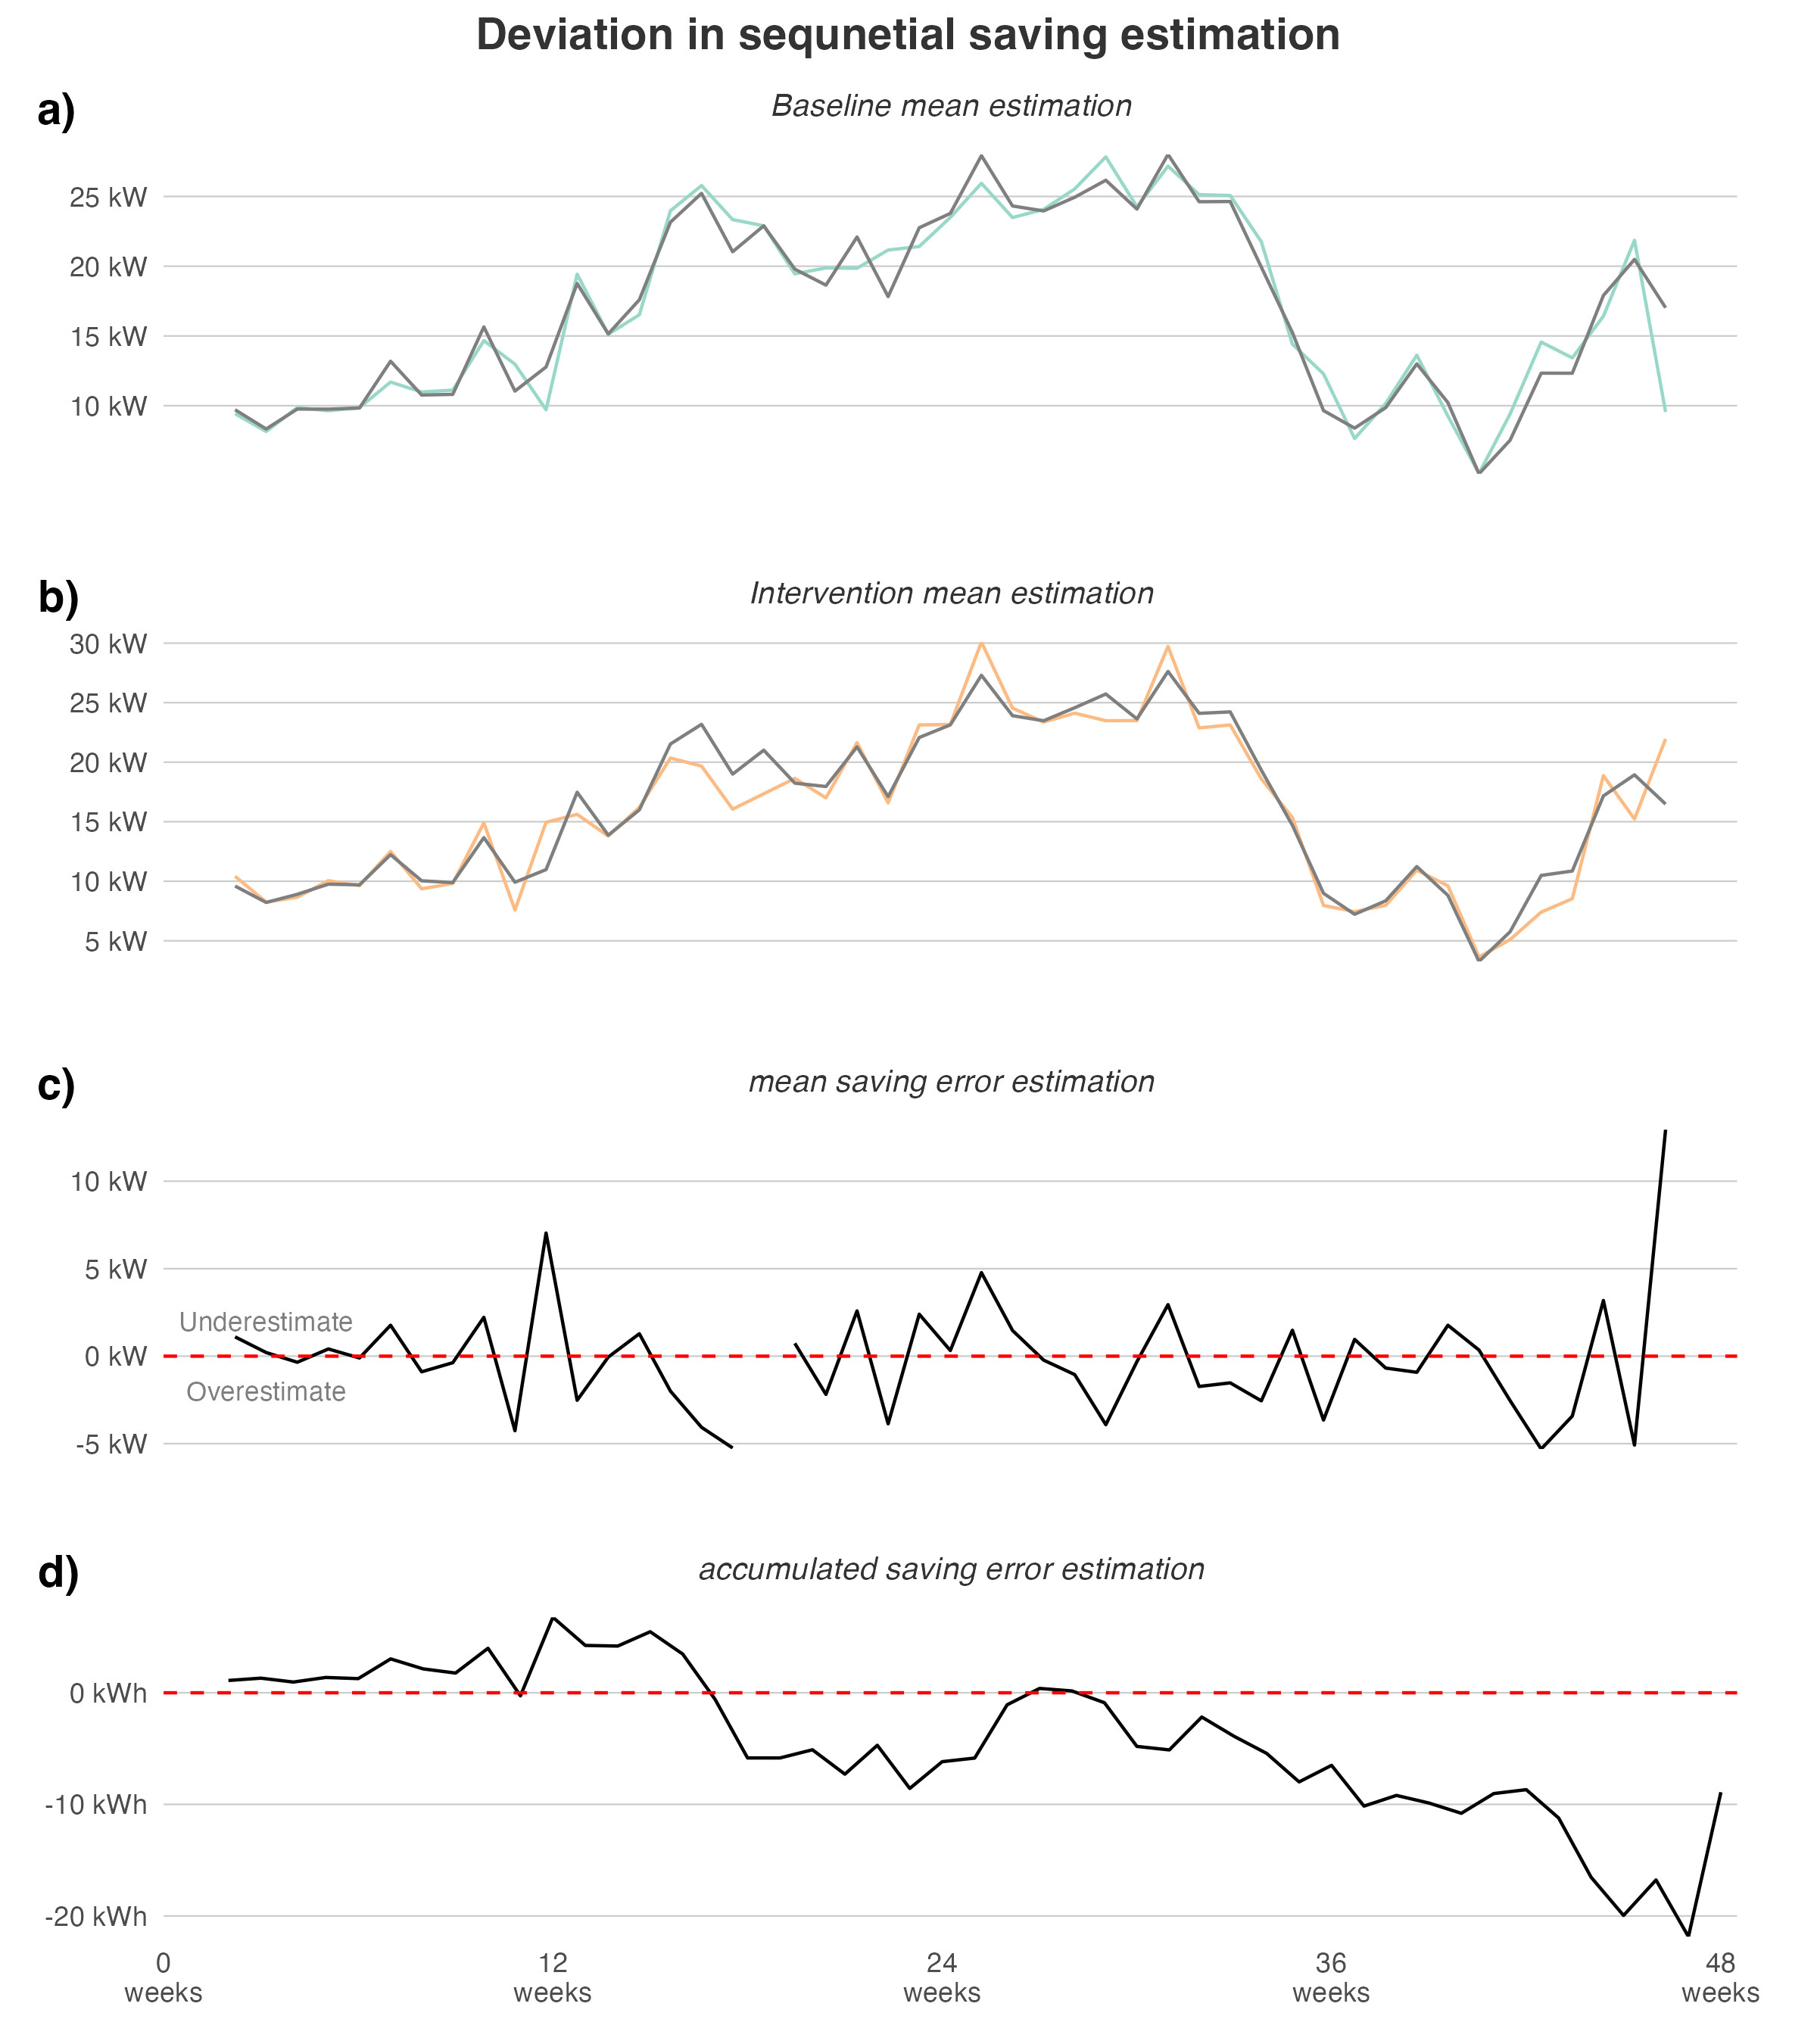 Deviation in sequnetial saving estimation
a)
Baseline mean estimation
25 kW
20 kW
15 kW
10 kW
b)
Intervention mean estimation
30 kW
25 kW
20 kW
15 kW
10 kW
5 kW
c)
mean saving error estimation
10 kW
5 kW
Underestimate
0 kW
Overestimate
-5 kW
d)
accumulated saving error estimation
0 kWh
-10 kWh
-20 kWh
0 12 24 36 48
weeks weeks weeks weeks weeks